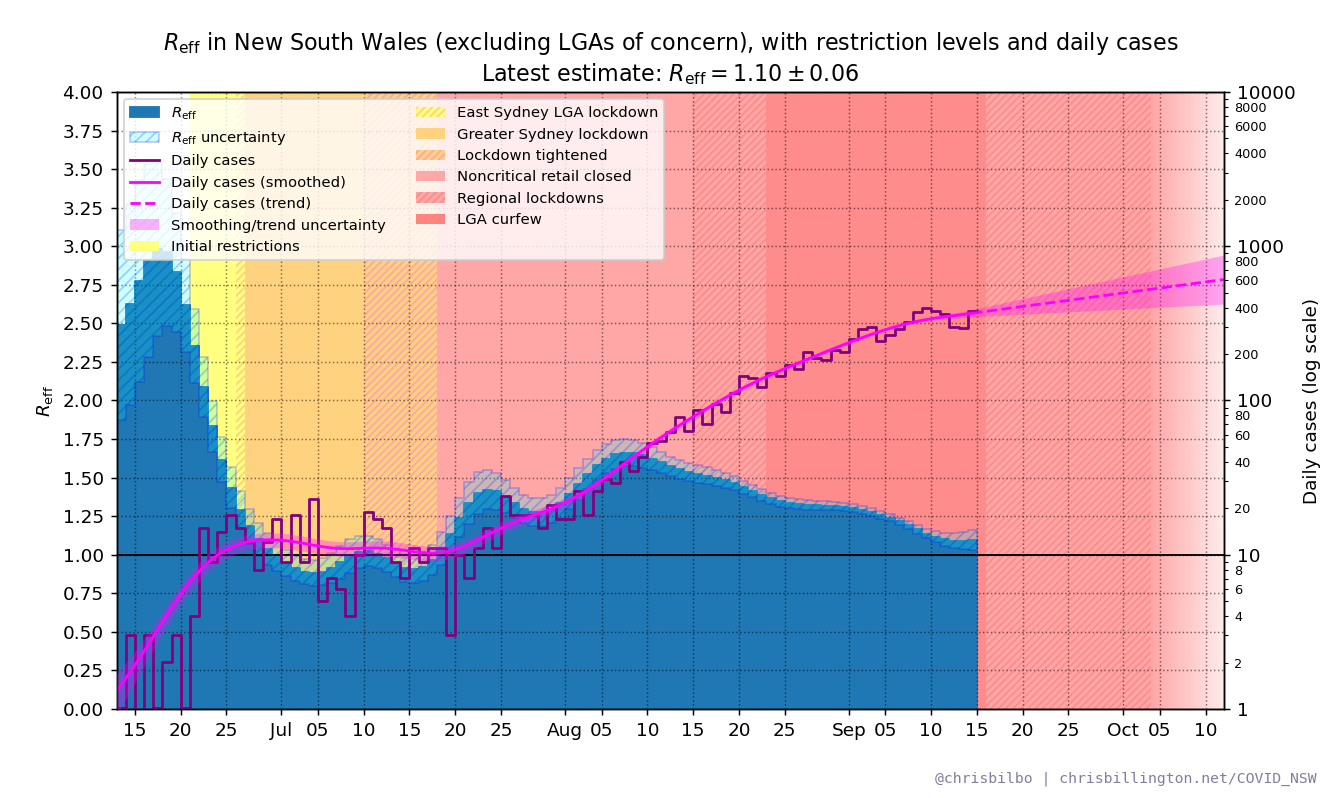 Reff in New South Wales (excluding LGAs of concern), with restriction levels and daily cases
Latest estimate: Reff = 1.10 ± 0.06
Reff
Reff uncertainty
Daily cases
Daily cases (smoothed)
Daily cases (trend)
Smoothing/trend uncertainty
Initial restrictions
East Sydney LGA lockdown
Greater Sydney lockdown
Lockdown tightened
Noncritical retail closed
Regional lockdowns
LGA curfew
Reff
4.00
3.75
3.50
3.25
3.00
2.75
2.50
2.25
2.00
1.75
1.50
1.25
1.00
0.75
0.50
0.25
0.00
10000
8000
6000
4000
2000
1000
800
600
400
200
100
80
60
40
20
10
8
6
4
2
1
Daily cases (log scale)
15 20 25 Jul 05 10 15 20 25 Aug 05 10 15 20 25 Sep 05 10 15 20 25 Oct 05 10
@chrisbilbo | chrisbillington.net/COVID_NSW